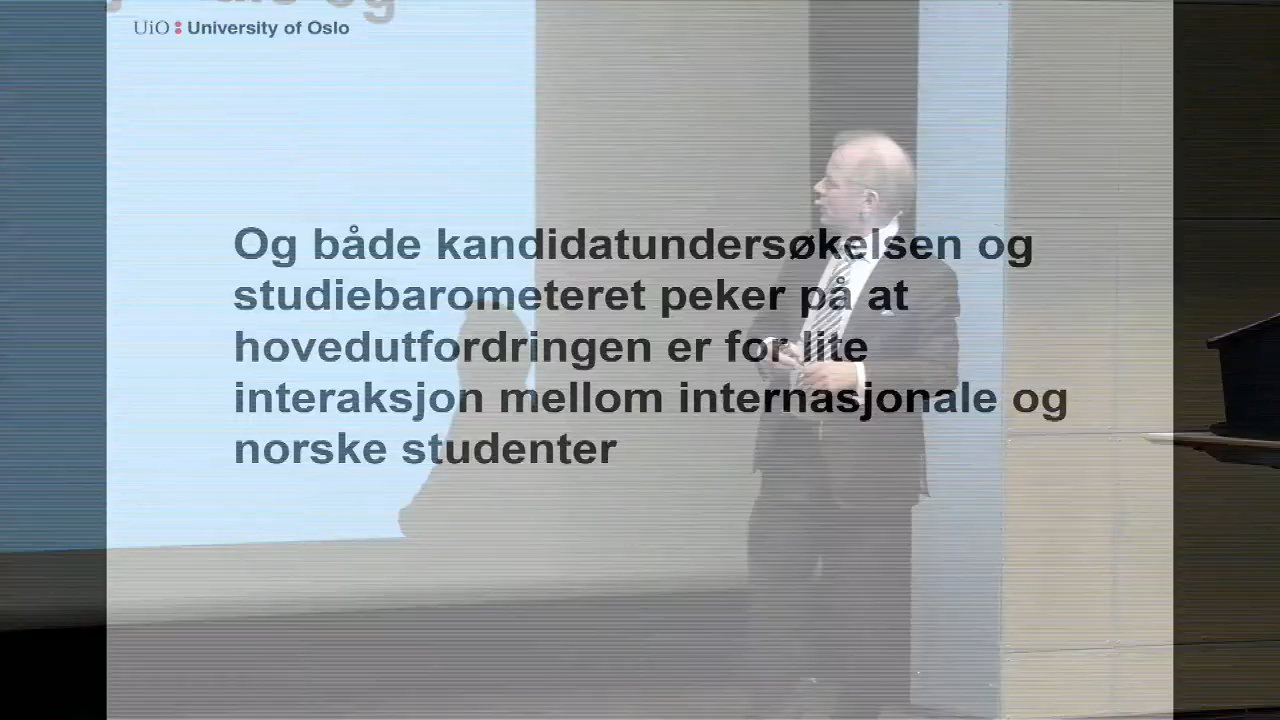 UiO University of Oslo
Og både kandidatundersøkelsen og
studiebarometeret peker på at
hovedutfordringen er for lite
interaksjon mellom internasjonale og
norske studenter